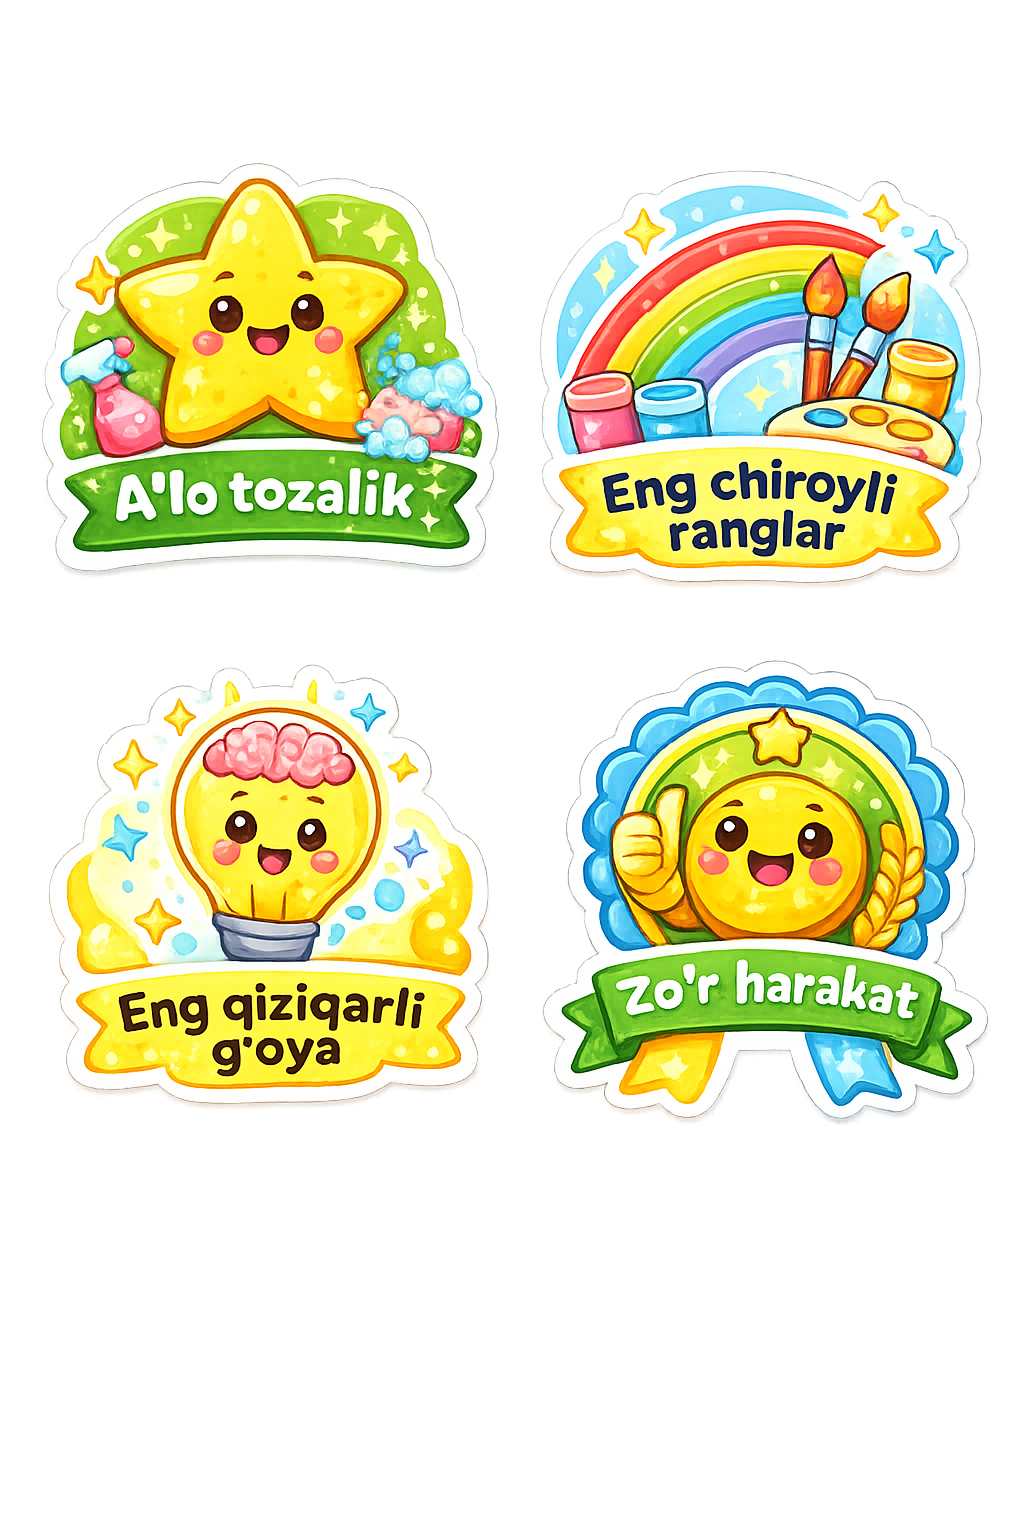 A'lo tozalik
Eng chiroyli
ranglar
Eng qiziqarli
g'oya
Zo'r harakat